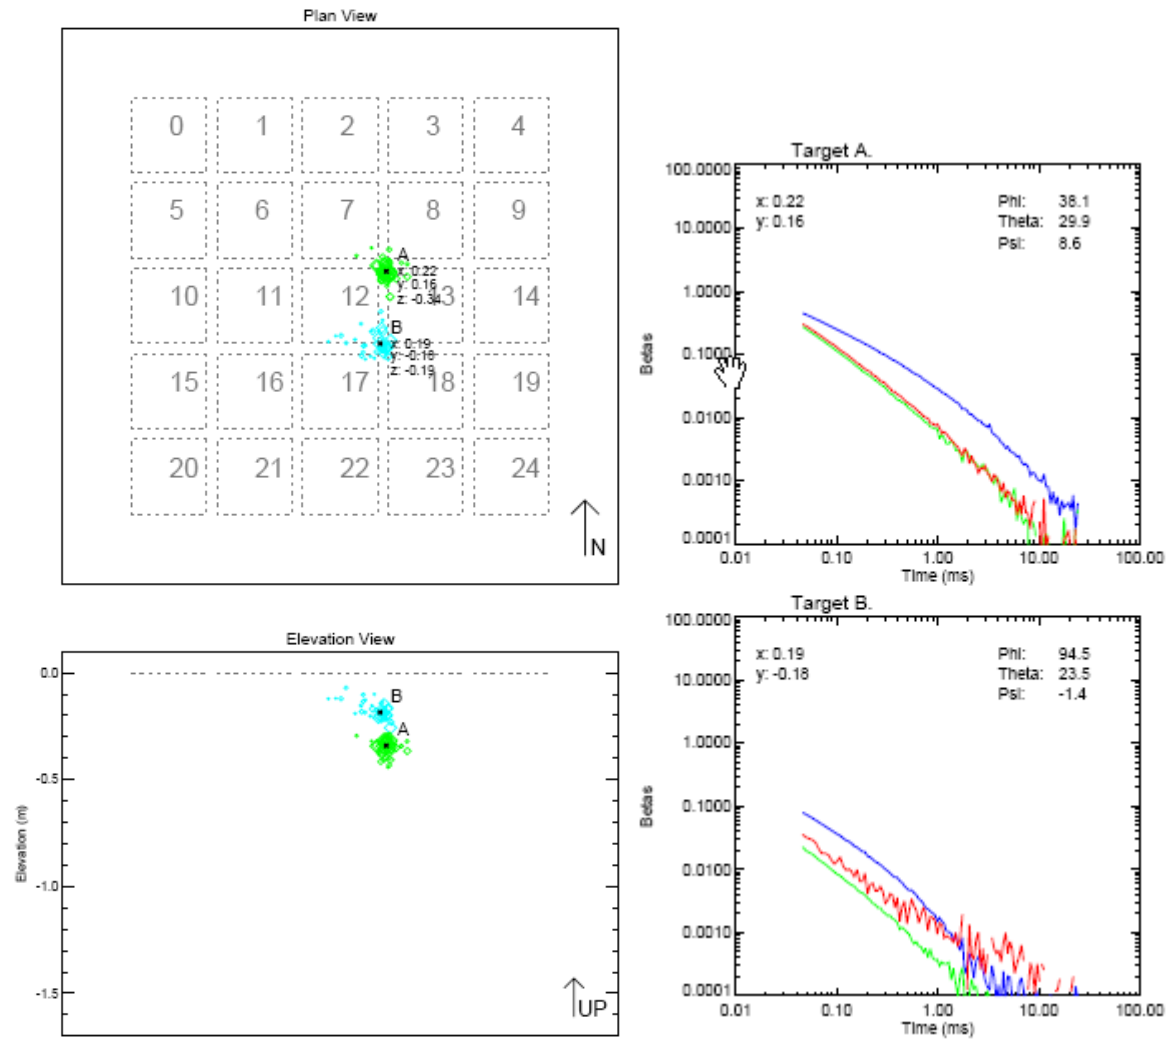 Plan View
0 1 2 3 4
5 6 7 8 9
A
x: 0.22
y: 0.16
z: -0.34
10 11 12 13 14
B
x: 0.19
y: -0.18
z: -0.19
15 16 17 18 19
20 21 22 23 24
N
Target A.
x: 0.22
y: 0.16
Phi: 38.1
Theta: 29.9
Psi: 8.6
100.0000
10.0000
1.0000
0.1000
0.0100
0.0010
0.0001
Betas
0.01 0.10 1.00 10.00 100.00
Time (ms)
Elevation View
0.0
-0.5
-1.0
-1.5
Elevation (m)
B
A
UP
Target B.
x: 0.19
y: -0.18
Phi: 94.5
Theta: 23.5
Psi: -1.4
100.0000
10.0000
1.0000
0.1000
0.0100
0.0010
0.0001
Betas
0.01 0.10 1.00 10.00 100.00
Time (ms)